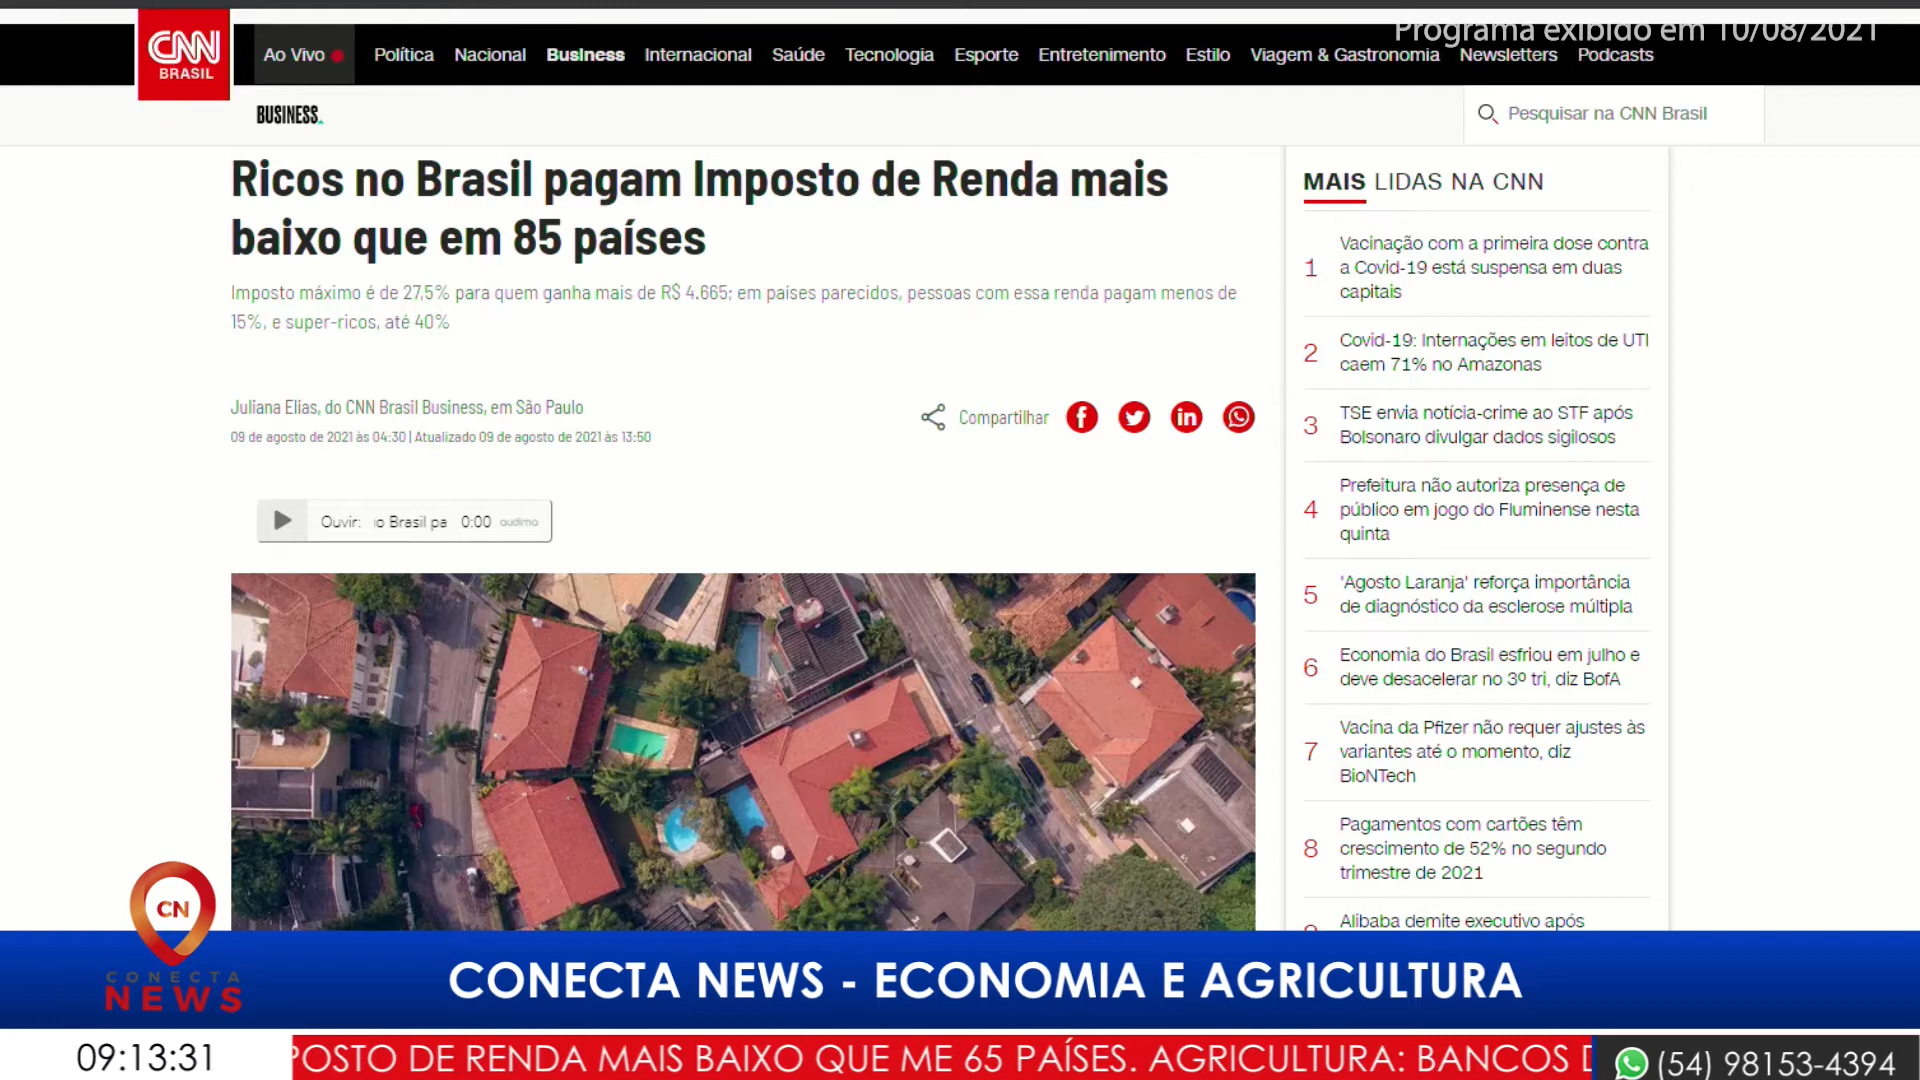 Programa exibido em 10/08/2021
CNN
BRASIL
Ao Vivo
Política
Nacional
Business
Internacional
Saúde
Tecnologia
Esporte
Entretenimento
Estilo
Viagem & Gastronomia
Newsletters
Podcasts
BUSINESS
Pesquisar na CNN Brasil
Ricos no Brasil pagam Imposto de Renda mais
baixo que em 85 países
Imposto máximo é de 27,5% para quem ganha mais de R$ 4.665; em países parecidos, pessoas com essa renda pagam menos de
15%, e super-ricos, até 40%
Juliana Elias, do CNN Brasil Business, em São Paulo
09 de agosto de 2021 às 04:30 | Atualizado 09 de agosto de 2021 às 13:50
Compartilhar
Ouvir: o Brasil pa 0:00 audima
MAIS LIDAS NA CNN
1
Vacinação com a primeira dose contra
a Covid-19 está suspensa em duas
capitais
2
Covid-19: Internações em leitos de UTI
caem 71% no Amazonas
3
TSE envia notícia-crime ao STF após
Bolsonaro divulgar dados sigilosos
4
Prefeitura não autoriza presença de
público em jogo do Fluminense nesta
quinta
5
'Agosto Laranja' reforça importância
de diagnóstico da esclerose múltipla
6
Economia do Brasil esfriou em julho e
deve desacelerar no 3º tri, diz BofA
7
Vacina da Pfizer não requer ajustes às
variantes até o momento, diz
BioNTech
8
Pagamentos com cartões têm
crescimento de 52% no segundo
trimestre de 2021
Alibaba demite executivo após
CN
CONECTA
NEWS
CONECTA NEWS - ECONOMIA E AGRICULTURA
09:13:31
POSTO DE RENDA MAIS BAIXO QUE ME 65 PAÍSES. AGRICULTURA: BANCOS D
(54) 98153-4394